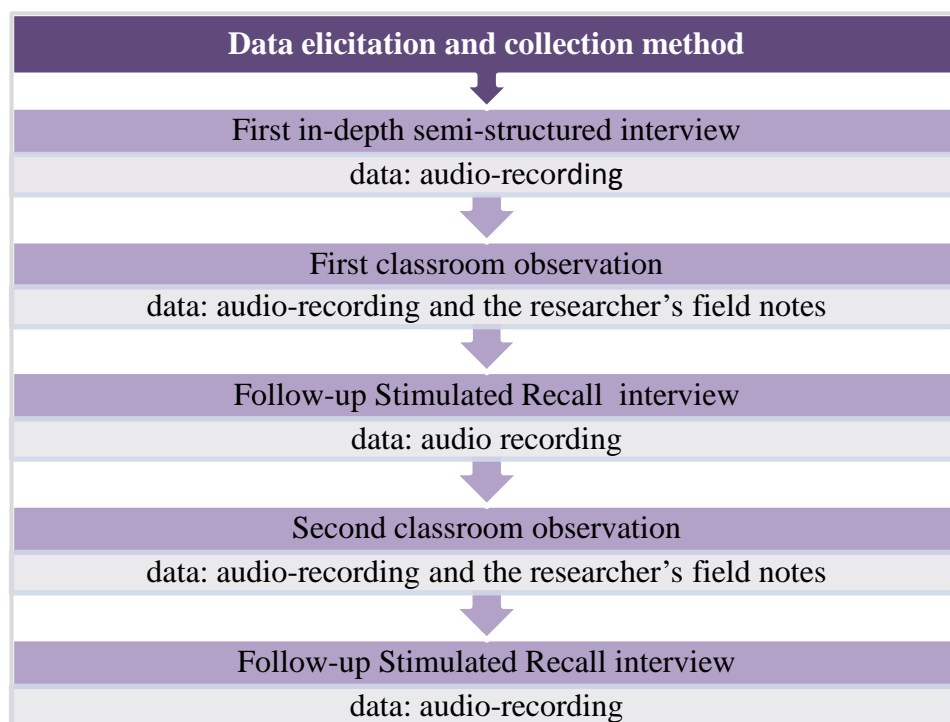 Data elicitation and collection method
First in-depth semi-structured interview
data: audio-recording
First classroom observation
data: audio-recording and the researcher’s field notes
Follow-up Stimulated Recall  interview
data: audio recording
Second classroom observation
data: audio-recording and the researcher’s field notes
Follow-up Stimulated Recall interview
data: audio-recording